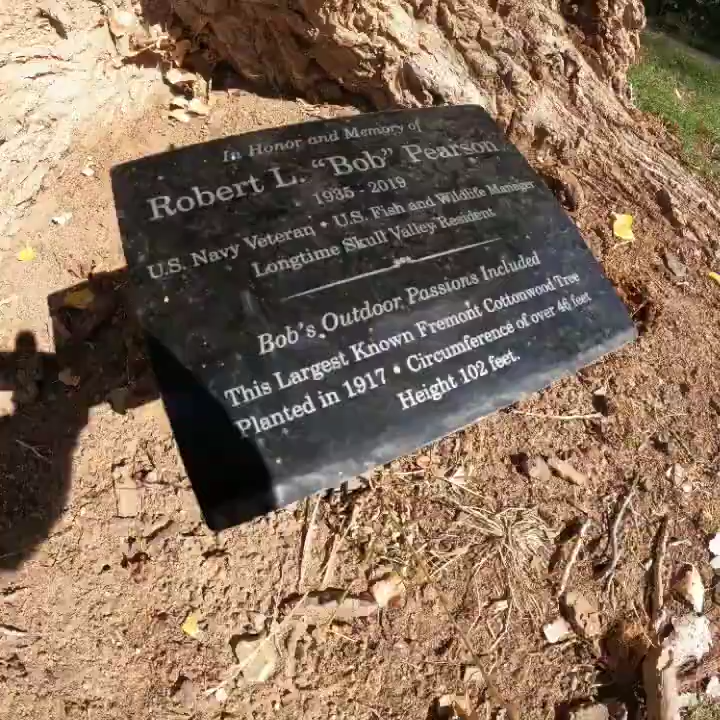 In Honor and Memory of
Robert L. “Bob” Pearson
1935 - 2019
U.S. Navy Veteran • U.S. Fish and Wildlife Manager
Longtime Skull Valley Resident
Bob's Outdoor Passions Included
This Largest Known Fremont Cottonwood Tree
Planted in 1917 • Circumference of over 46 feet
Height 102 feet.